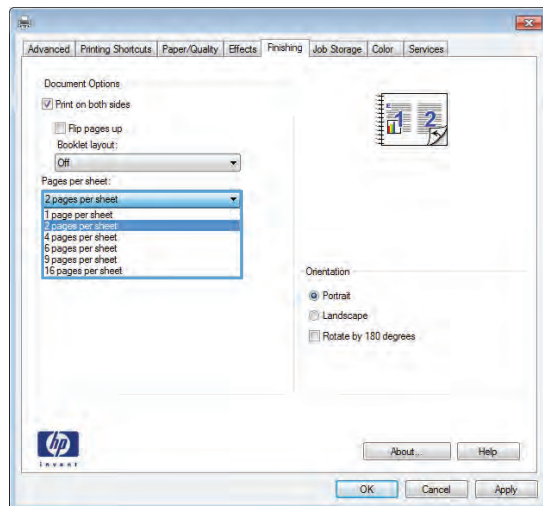 Advanced Printing Shortcuts Paper/Quality Effects Finishing Job Storage Color Services
Document Options
Print on both sides
Flip pages up
Booklet layout:
Off
Pages per sheet:
2 pages per sheet
1 page per sheet
2 pages per sheet
4 pages per sheet
6 pages per sheet
9 pages per sheet
16 pages per sheet
1 2
Orientation
Portrait
Landscape
Rotate by 180 degrees
hp
invent
About... Help
OK Cancel Apply